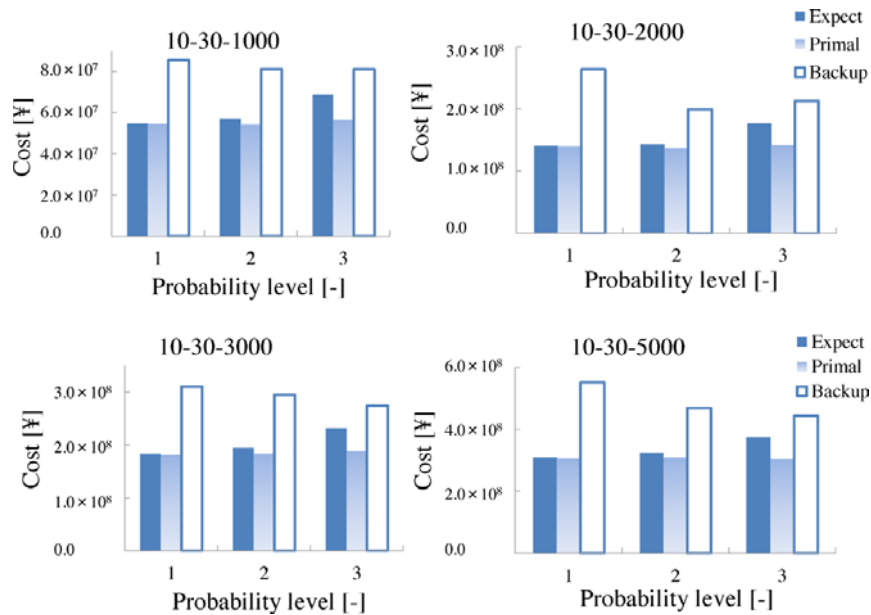 10-30-1000
Cost [¥]
8.0×10⁷
6.0×10⁷
4.0×10⁷
2.0×10⁷
0.0
1 2 3
Probability level [-]
10-30-2000
Expect
Primal
Backup
Cost [¥]
3.0×10⁸
2.0×10⁸
1.0×10⁸
0.0
1 2 3
Probability level [-]
10-30-3000
Cost [¥]
3.0×10⁸
2.0×10⁸
1.0×10⁸
0.0
1 2 3
Probability level [-]
10-30-5000
Expect
Primal
Backup
Cost [¥]
6.0×10⁸
4.0×10⁸
2.0×10⁸
0.0
1 2 3
Probability level [-]